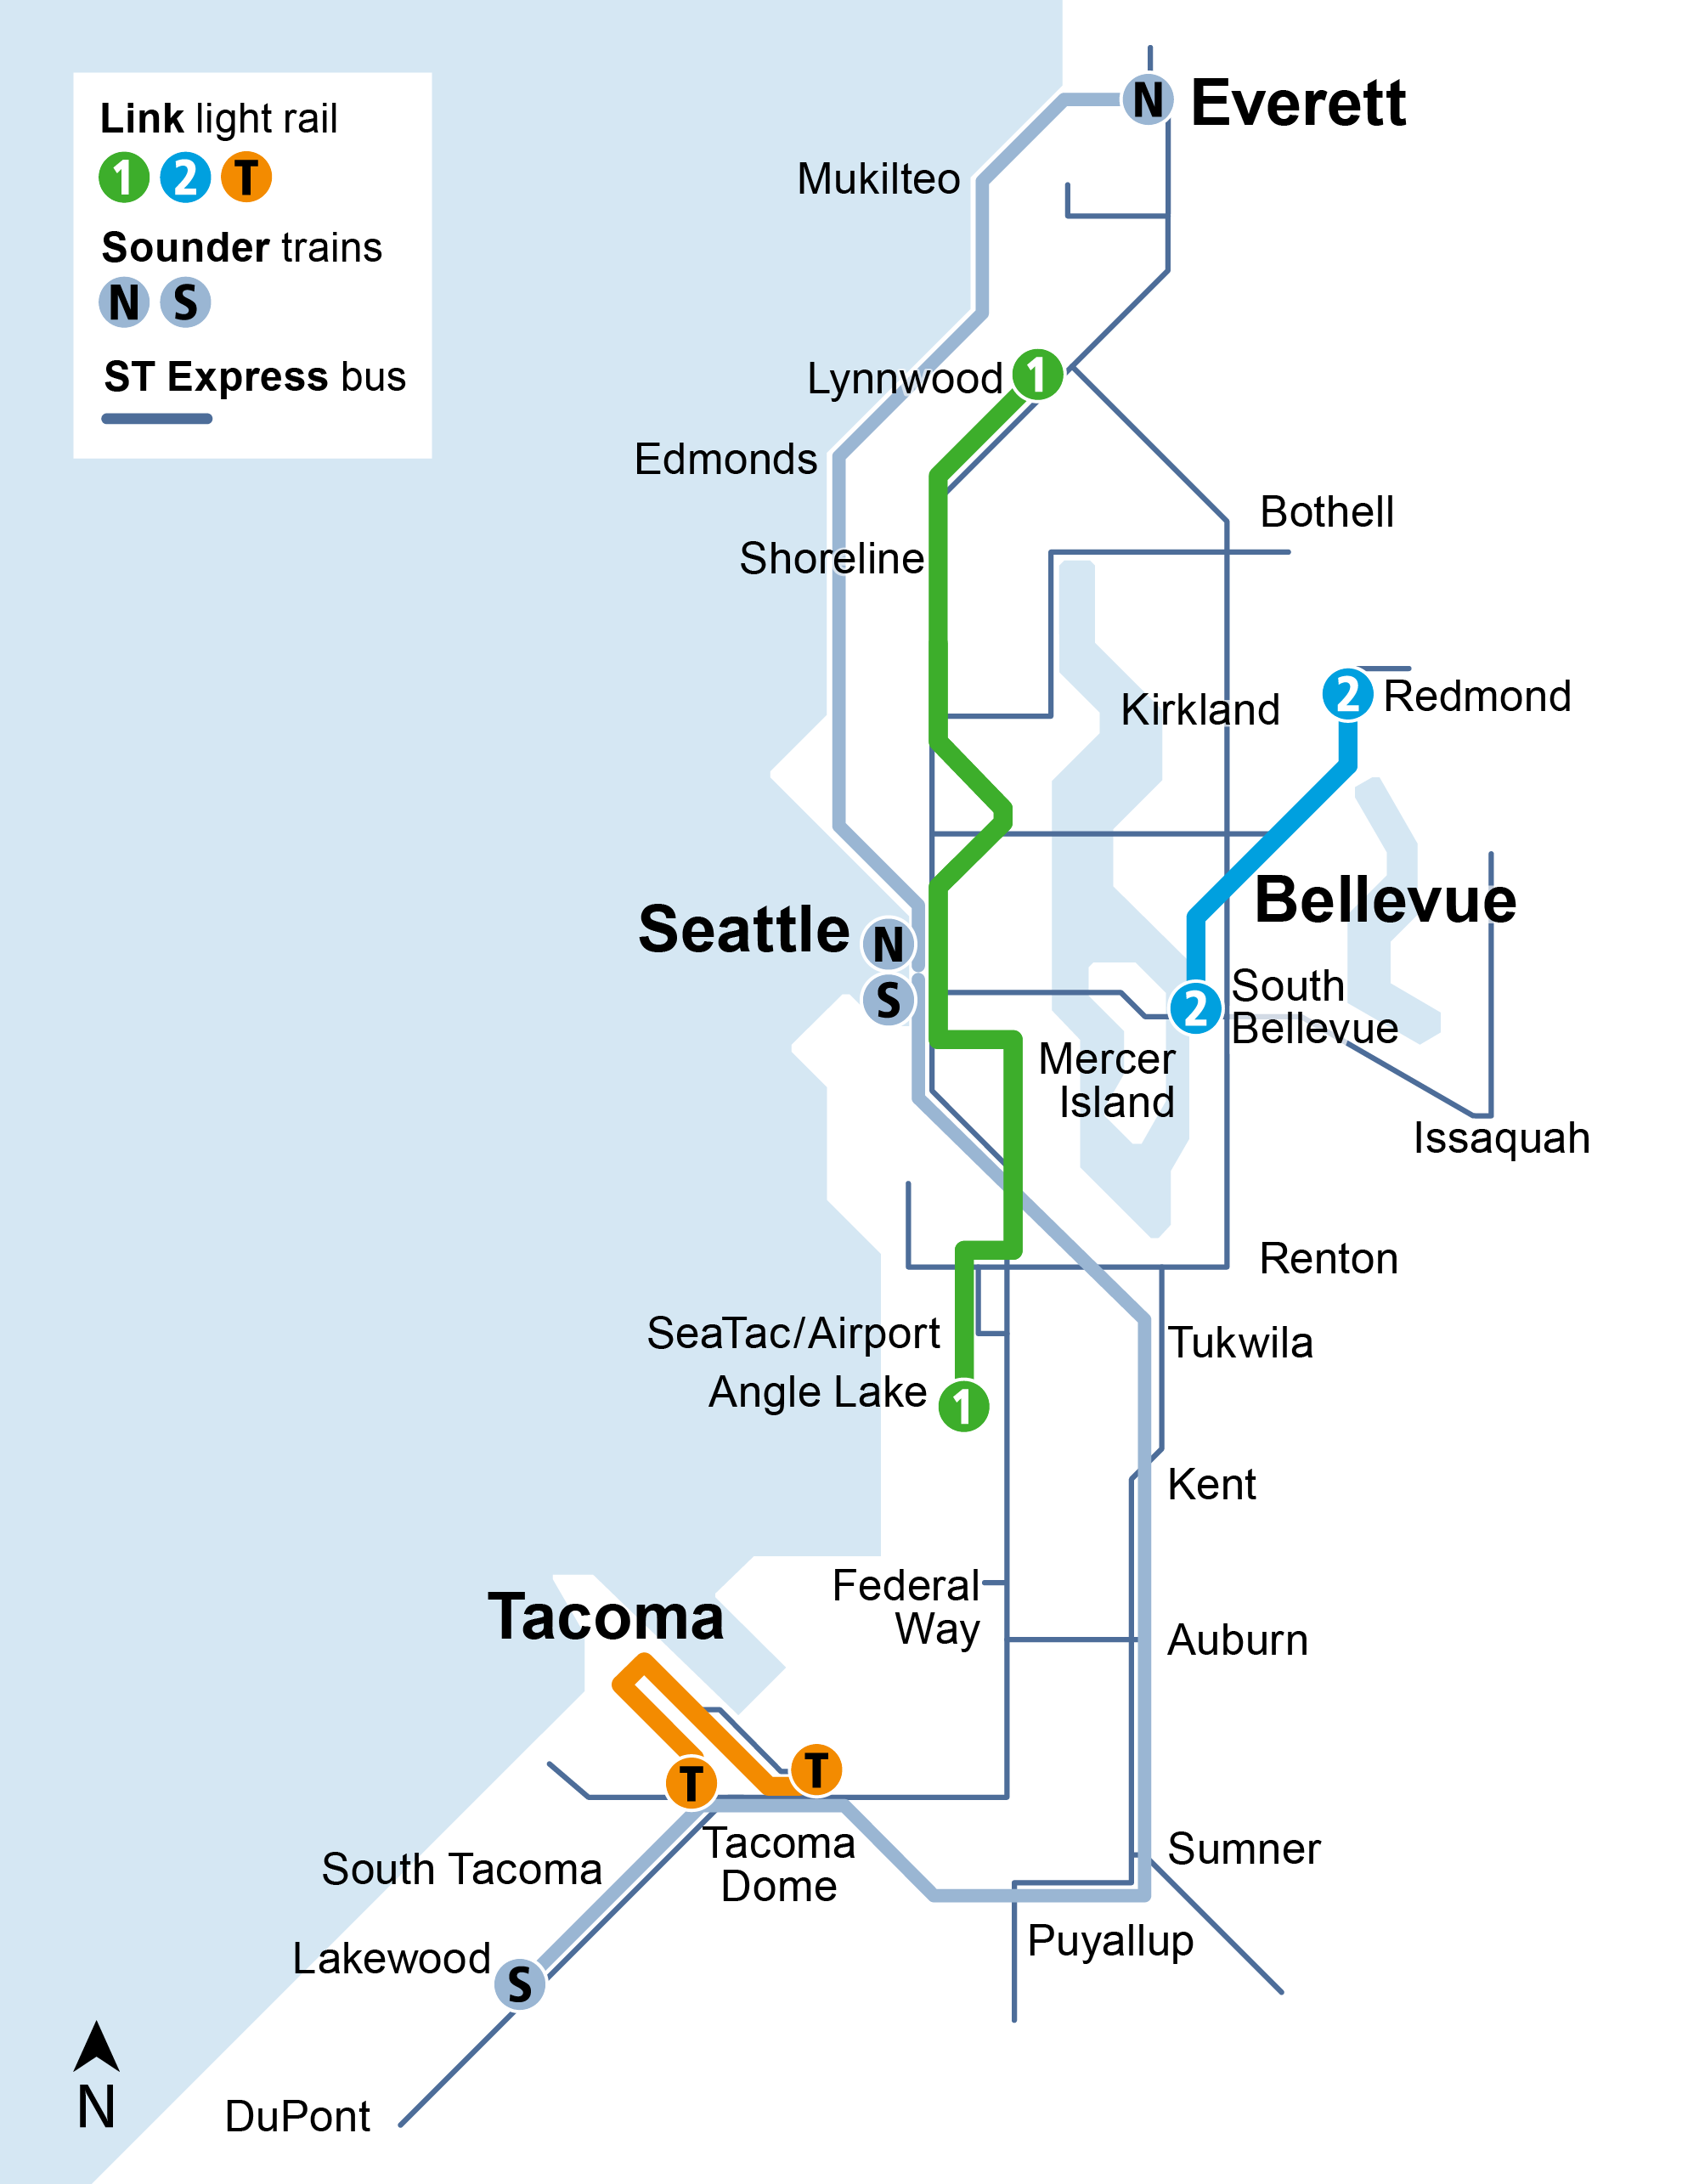 Link light rail
1 2 T
Sounder trains
N S
ST Express bus
N Everett
Mukilteo
Lynnwood 1
Edmonds
Bothell
Shoreline
Kirkland
2 Redmond
Bellevue
Seattle N
S
South
Bellevue
2
Mercer
Island
Issaquah
Renton
SeaTac/Airport
Tukwila
Angle Lake 1
Kent
Federal
Way
Tacoma
Auburn
T
T
Tacoma
Dome
Sumner
South Tacoma
Puyallup
Lakewood S
N
DuPont